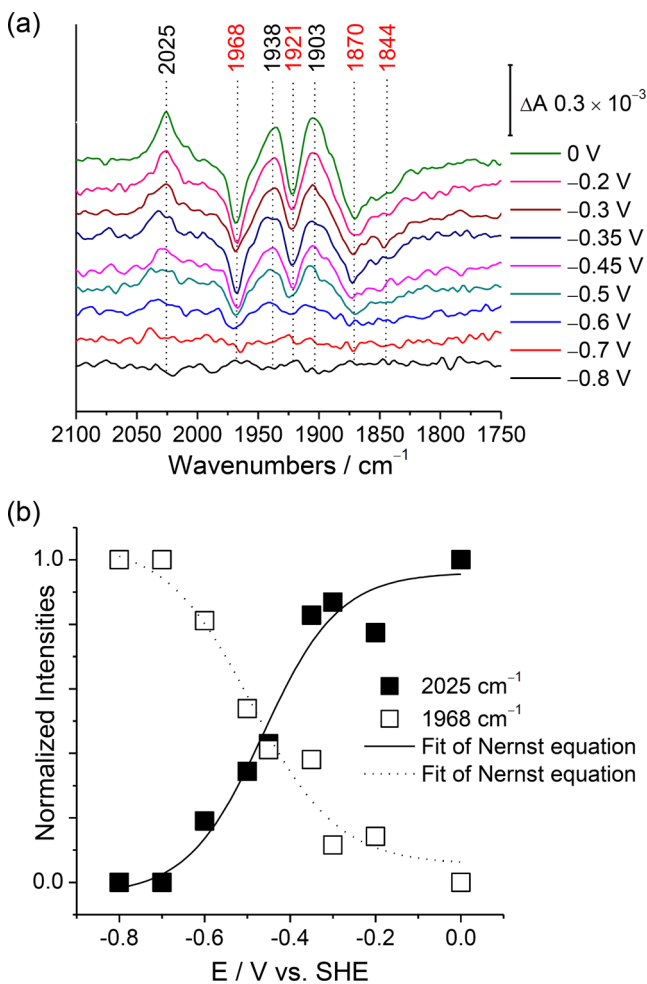 (a)
2025
1968
1938
1921
1903
1870
1844
ΔA 0.3 × 10⁻³
0 V
−0.2 V
−0.3 V
−0.35 V
−0.45 V
−0.5 V
−0.6 V
−0.7 V
−0.8 V
2100 2050 2000 1950 1900 1850 1800 1750
Wavenumbers / cm⁻¹
(b)
1.0
0.0
Normalized Intensities
2025 cm⁻¹
1968 cm⁻¹
Fit of Nernst equation
Fit of Nernst equation
-0.8 -0.6 -0.4 -0.2 0.0
E / V vs. SHE